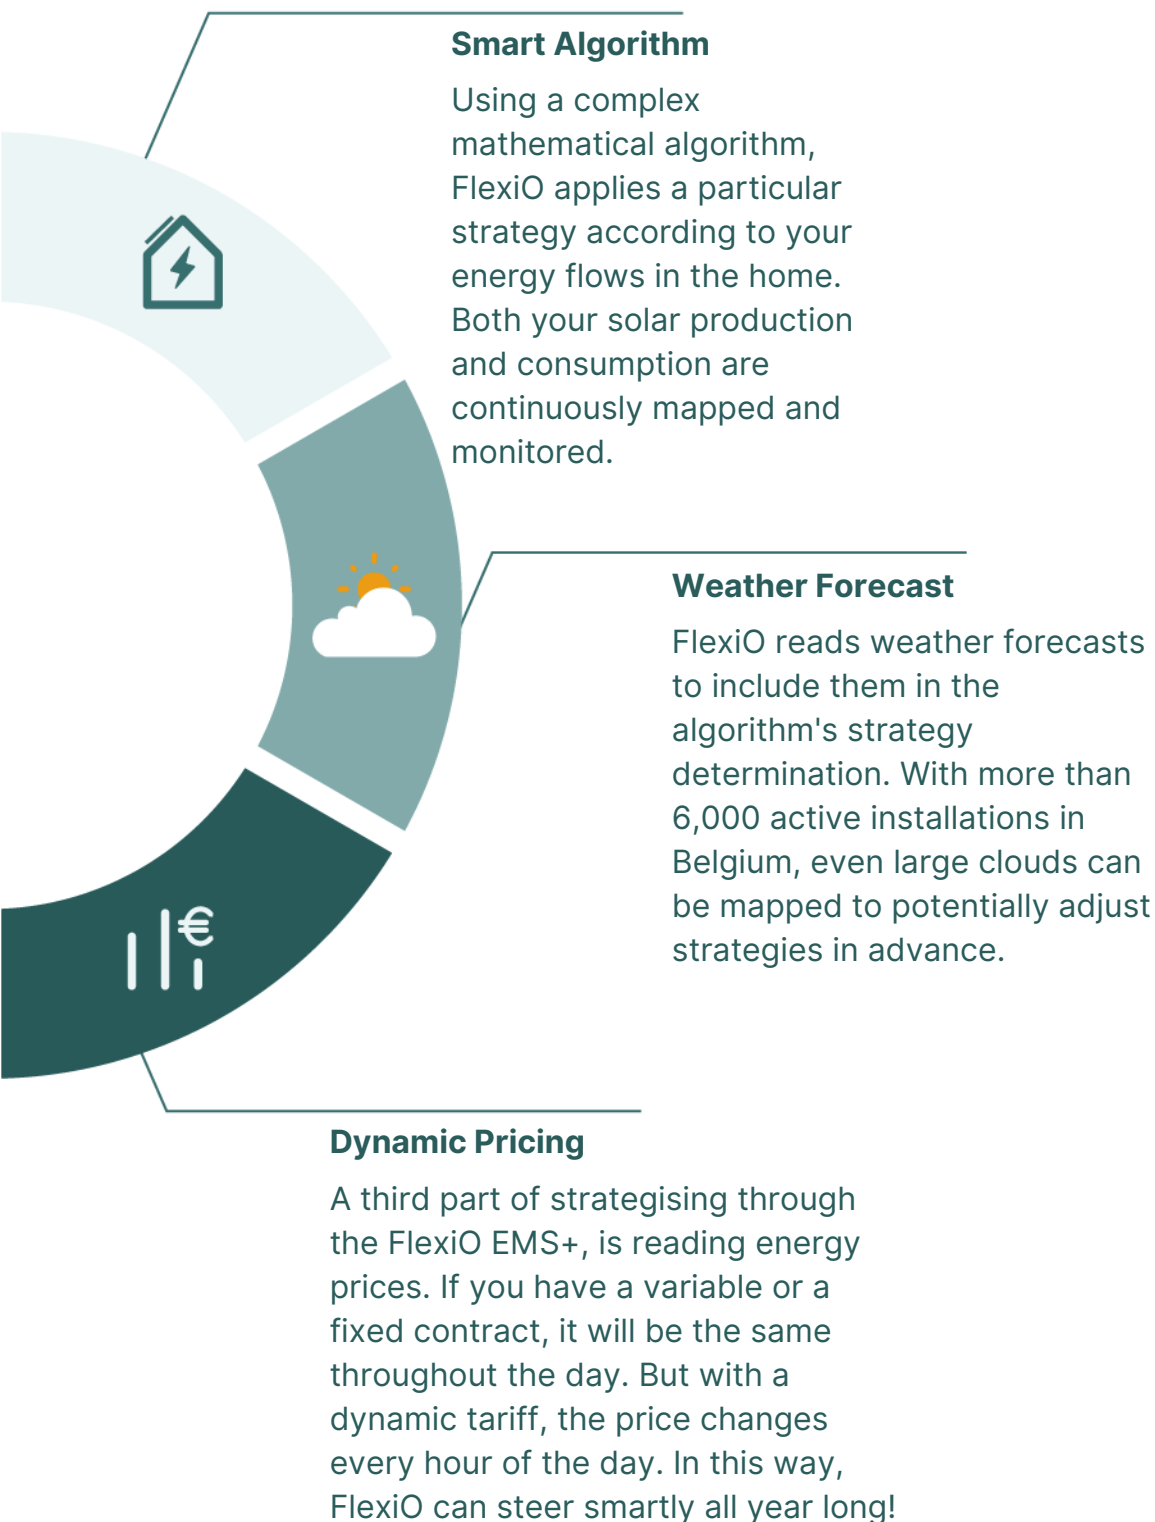 Smart Algorithm
Using a complex
mathematical algorithm,
FlexiO applies a particular
strategy according to your
energy flows in the home.
Both your solar production
and consumption are
continuously mapped and
monitored.
Weather Forecast
FlexiO reads weather forecasts
to include them in the
algorithm's strategy
determination. With more than
6,000 active installations in
Belgium, even large clouds can
be mapped to potentially adjust
strategies in advance.
€
Dynamic Pricing
A third part of strategising through
the FlexiO EMS+, is reading energy
prices. If you have a variable or a
fixed contract, it will be the same
throughout the day. But with a
dynamic tariff, the price changes
every hour of the day. In this way,
FlexiO can steer smartly all year long!